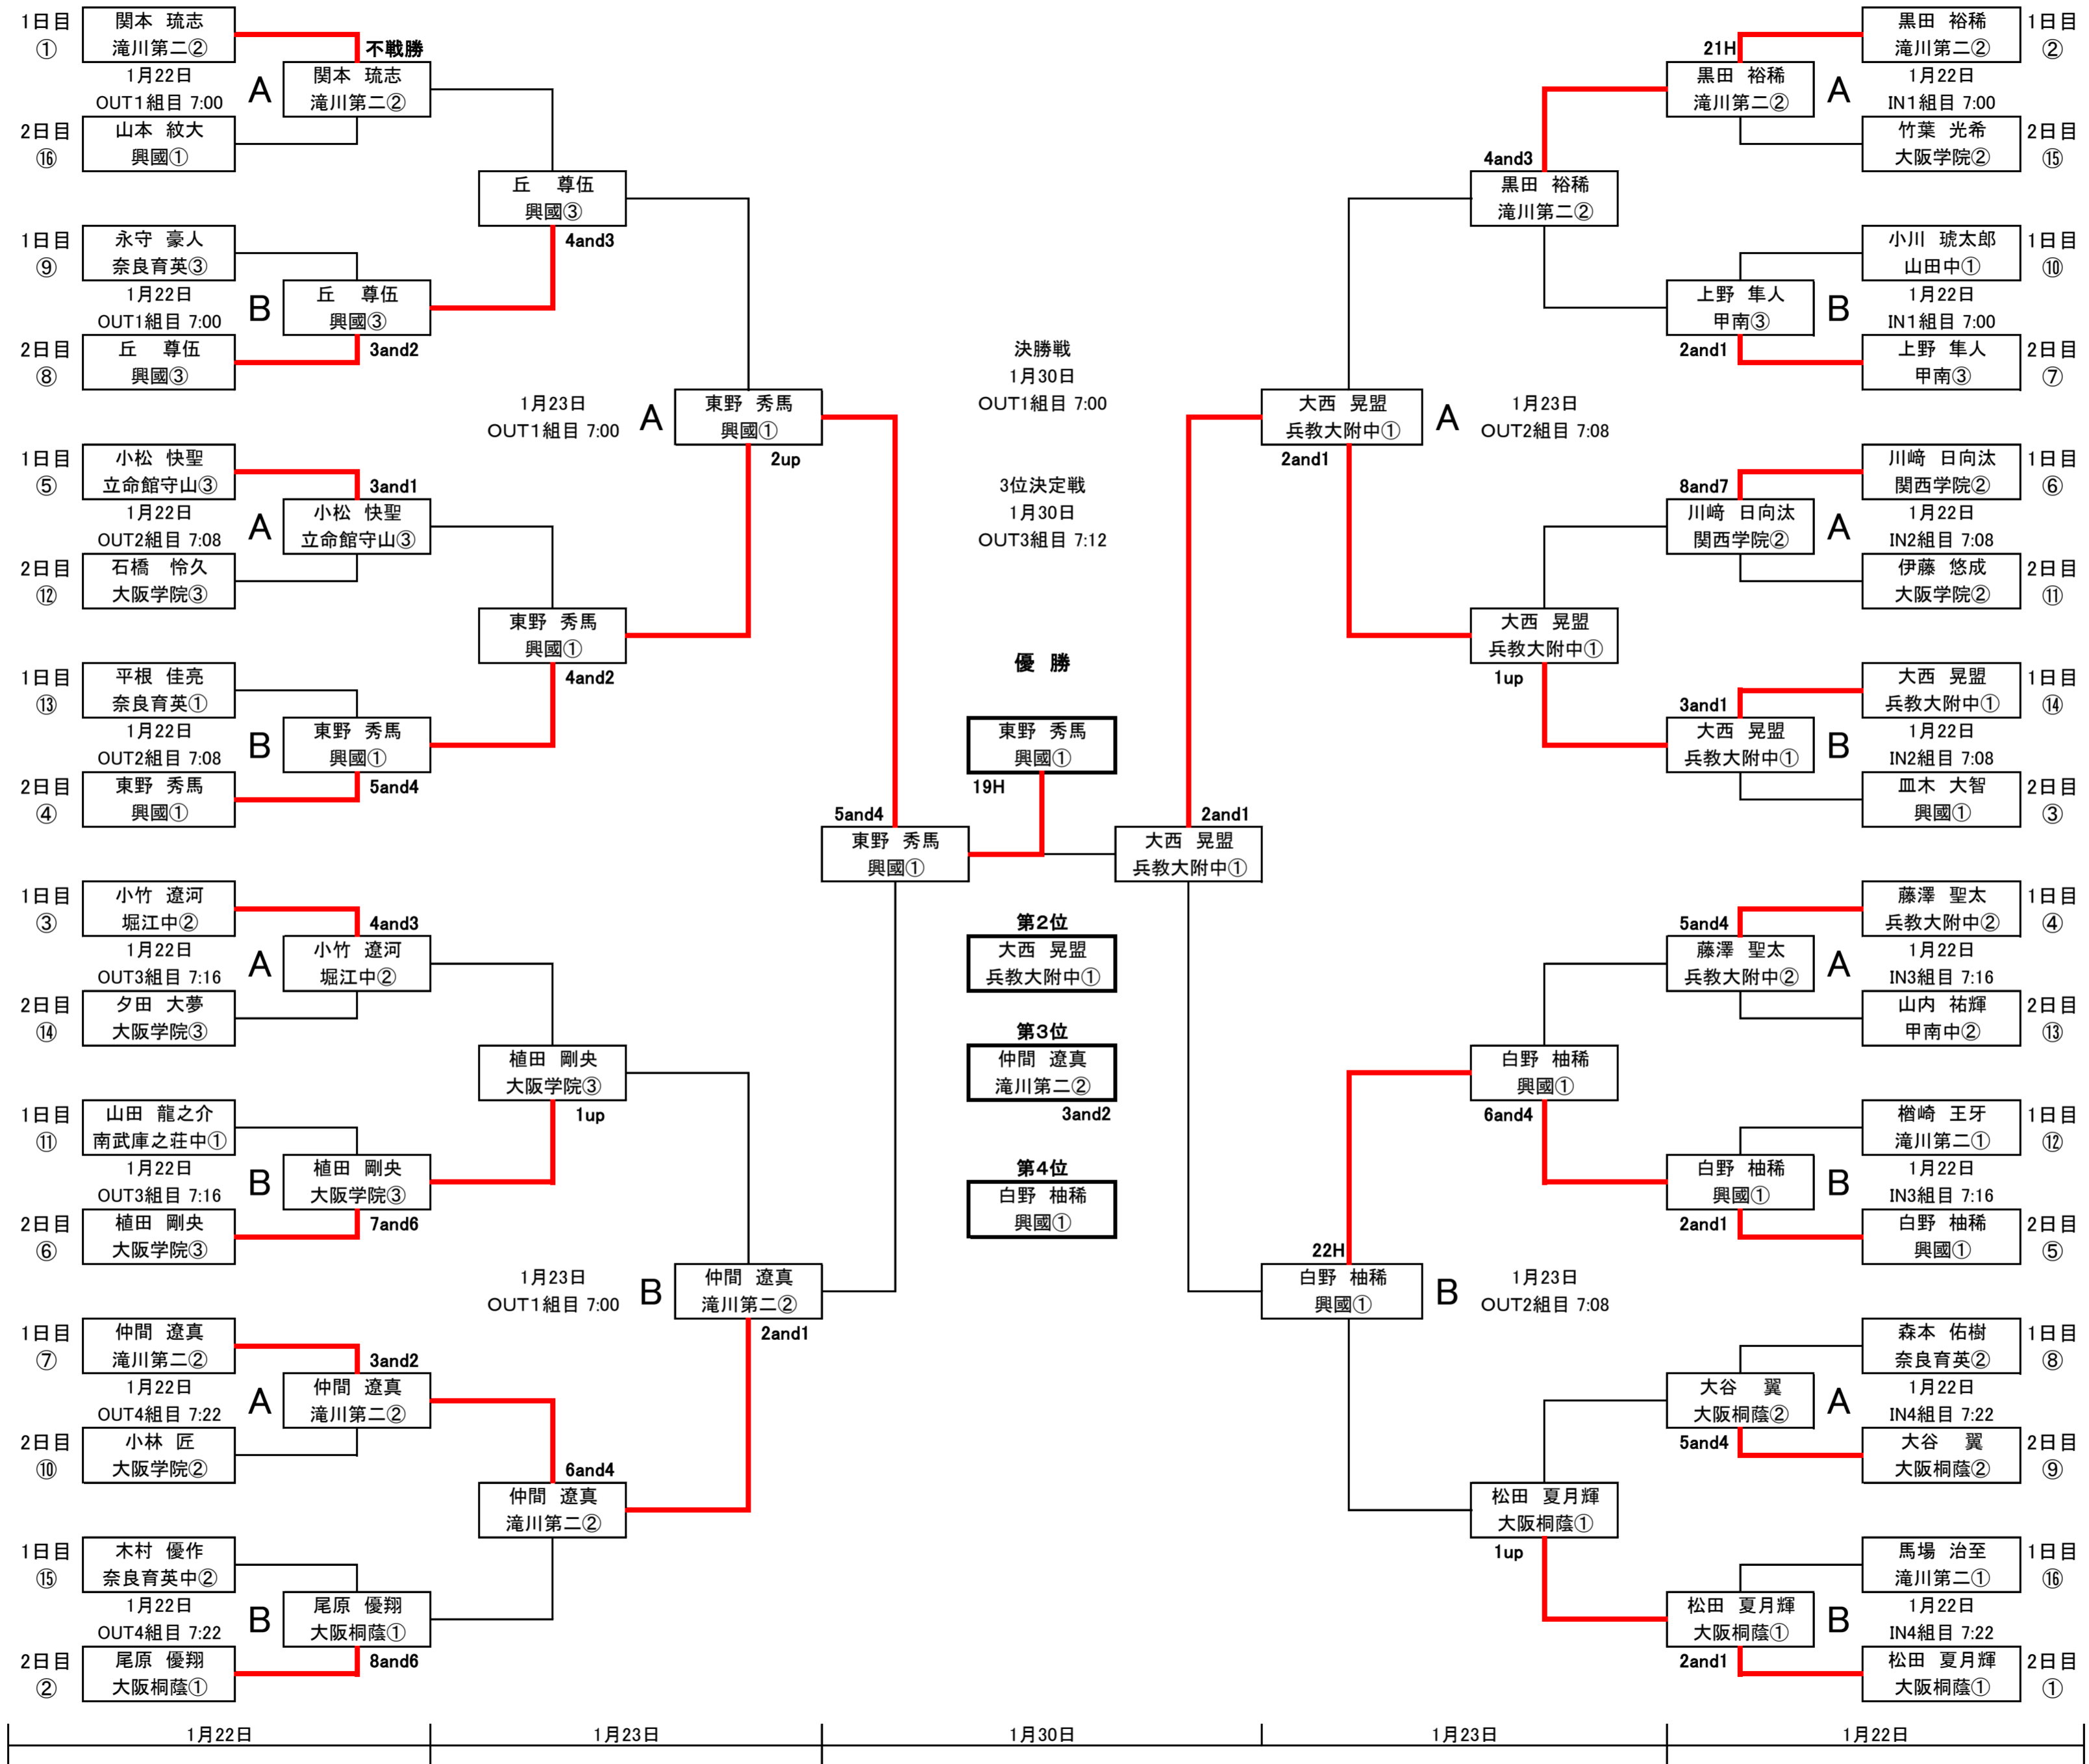 1日目
①
関本 琉志
滝川第二②
不戦勝
1月22日
OUT1組目 7:00
A
関本 琉志
滝川第二②
2日目
⑯
山本 紋大
興國①
丘 尊伍
興國③
4and3
1日目
⑨
永守 豪人
奈良育英③
1月22日
OUT1組目 7:00
B
丘 尊伍
興國③
2日目
⑧
丘 尊伍
興國③
3and2
1月23日
OUT1組目 7:00
A
東野 秀馬
興國①
2up
1日目
⑤
小松 快聖
立命館守山③
3and1
1月22日
OUT2組目 7:08
A
小松 快聖
立命館守山③
2日目
⑫
石橋 怜久
大阪学院③
東野 秀馬
興國①
4and2
1日目
⑬
平根 佳亮
奈良育英①
1月22日
OUT2組目 7:08
B
東野 秀馬
興國①
2日目
④
東野 秀馬
興國①
5and4
5and4
東野 秀馬
興國①
1日目
③
小竹 遼河
堀江中②
4and3
1月22日
OUT3組目 7:16
A
小竹 遼河
堀江中②
2日目
⑭
夕田 大夢
大阪学院③
植田 剛央
大阪学院③
1up
1日目
⑪
山田 龍之介
南武庫之荘中①
1月22日
OUT3組目 7:16
B
植田 剛央
大阪学院③
2日目
⑥
植田 剛央
大阪学院③
7and6
1月23日
OUT1組目 7:00
B
仲間 遼真
滝川第二②
2and1
1日目
⑦
仲間 遼真
滝川第二②
3and2
1月22日
OUT4組目 7:22
A
仲間 遼真
滝川第二②
2日目
⑩
小林 匠
大阪学院②
6and4
仲間 遼真
滝川第二②
1日目
⑮
木村 優作
奈良育英中②
1月22日
OUT4組目 7:22
B
尾原 優翔
大阪桐蔭①
2日目
②
尾原 優翔
大阪桐蔭①
8and6
決勝戦
1月30日
OUT1組目 7:00
3位決定戦
1月30日
OUT3組目 7:12
優 勝
東野 秀馬
興國①
19H
第2位
大西 晃盟
兵教大附中①
第3位
仲間 遼真
滝川第二②
3and2
第4位
白野 柚稀
興國①
2and1
大西 晃盟
兵教大附中①
黒田 裕稀
滝川第二②
1日目
②
21H
黒田 裕稀
滝川第二②
A
1月22日
IN1組目 7:00
竹葉 光希
大阪学院②
2日目
⑮
4and3
黒田 裕稀
滝川第二②
小川 琥太郎
山田中①
1日目
⑩
上野 隼人
甲南③
B
1月22日
IN1組目 7:00
2and1
上野 隼人
甲南③
2日目
⑦
大西 晃盟
兵教大附中①
2and1
A
1月23日
OUT2組目 7:08
川﨑 日向汰
関西学院②
1日目
⑥
8and7
川﨑 日向汰
関西学院②
A
1月22日
IN2組目 7:08
伊藤 悠成
大阪学院②
2日目
⑪
大西 晃盟
兵教大附中①
1up
大西 晃盟
兵教大附中①
1日目
⑭
3and1
大西 晃盟
兵教大附中①
B
1月22日
IN2組目 7:08
皿木 大智
興國①
2日目
③
藤澤 聖太
兵教大附中②
1日目
④
5and4
藤澤 聖太
兵教大附中②
A
1月22日
IN3組目 7:16
山内 祐輝
甲南中②
2日目
⑬
白野 柚稀
興國①
6and4
楢崎 王牙
滝川第二①
1日目
⑫
白野 柚稀
興國①
B
1月22日
IN3組目 7:16
2and1
白野 柚稀
興國①
2日目
⑤
22H
白野 柚稀
興國①
B
1月23日
OUT2組目 7:08
森本 佑樹
奈良育英②
1日目
⑧
大谷 翼
大阪桐蔭②
A
1月22日
IN4組目 7:22
5and4
大谷 翼
大阪桐蔭②
2日目
⑨
松田 夏月輝
大阪桐蔭①
1up
馬場 治至
滝川第二①
1日目
⑯
松田 夏月輝
大阪桐蔭①
B
1月22日
IN4組目 7:22
2and1
松田 夏月輝
大阪桐蔭①
2日目
①
1月22日
1月23日
1月30日
1月23日
1月22日